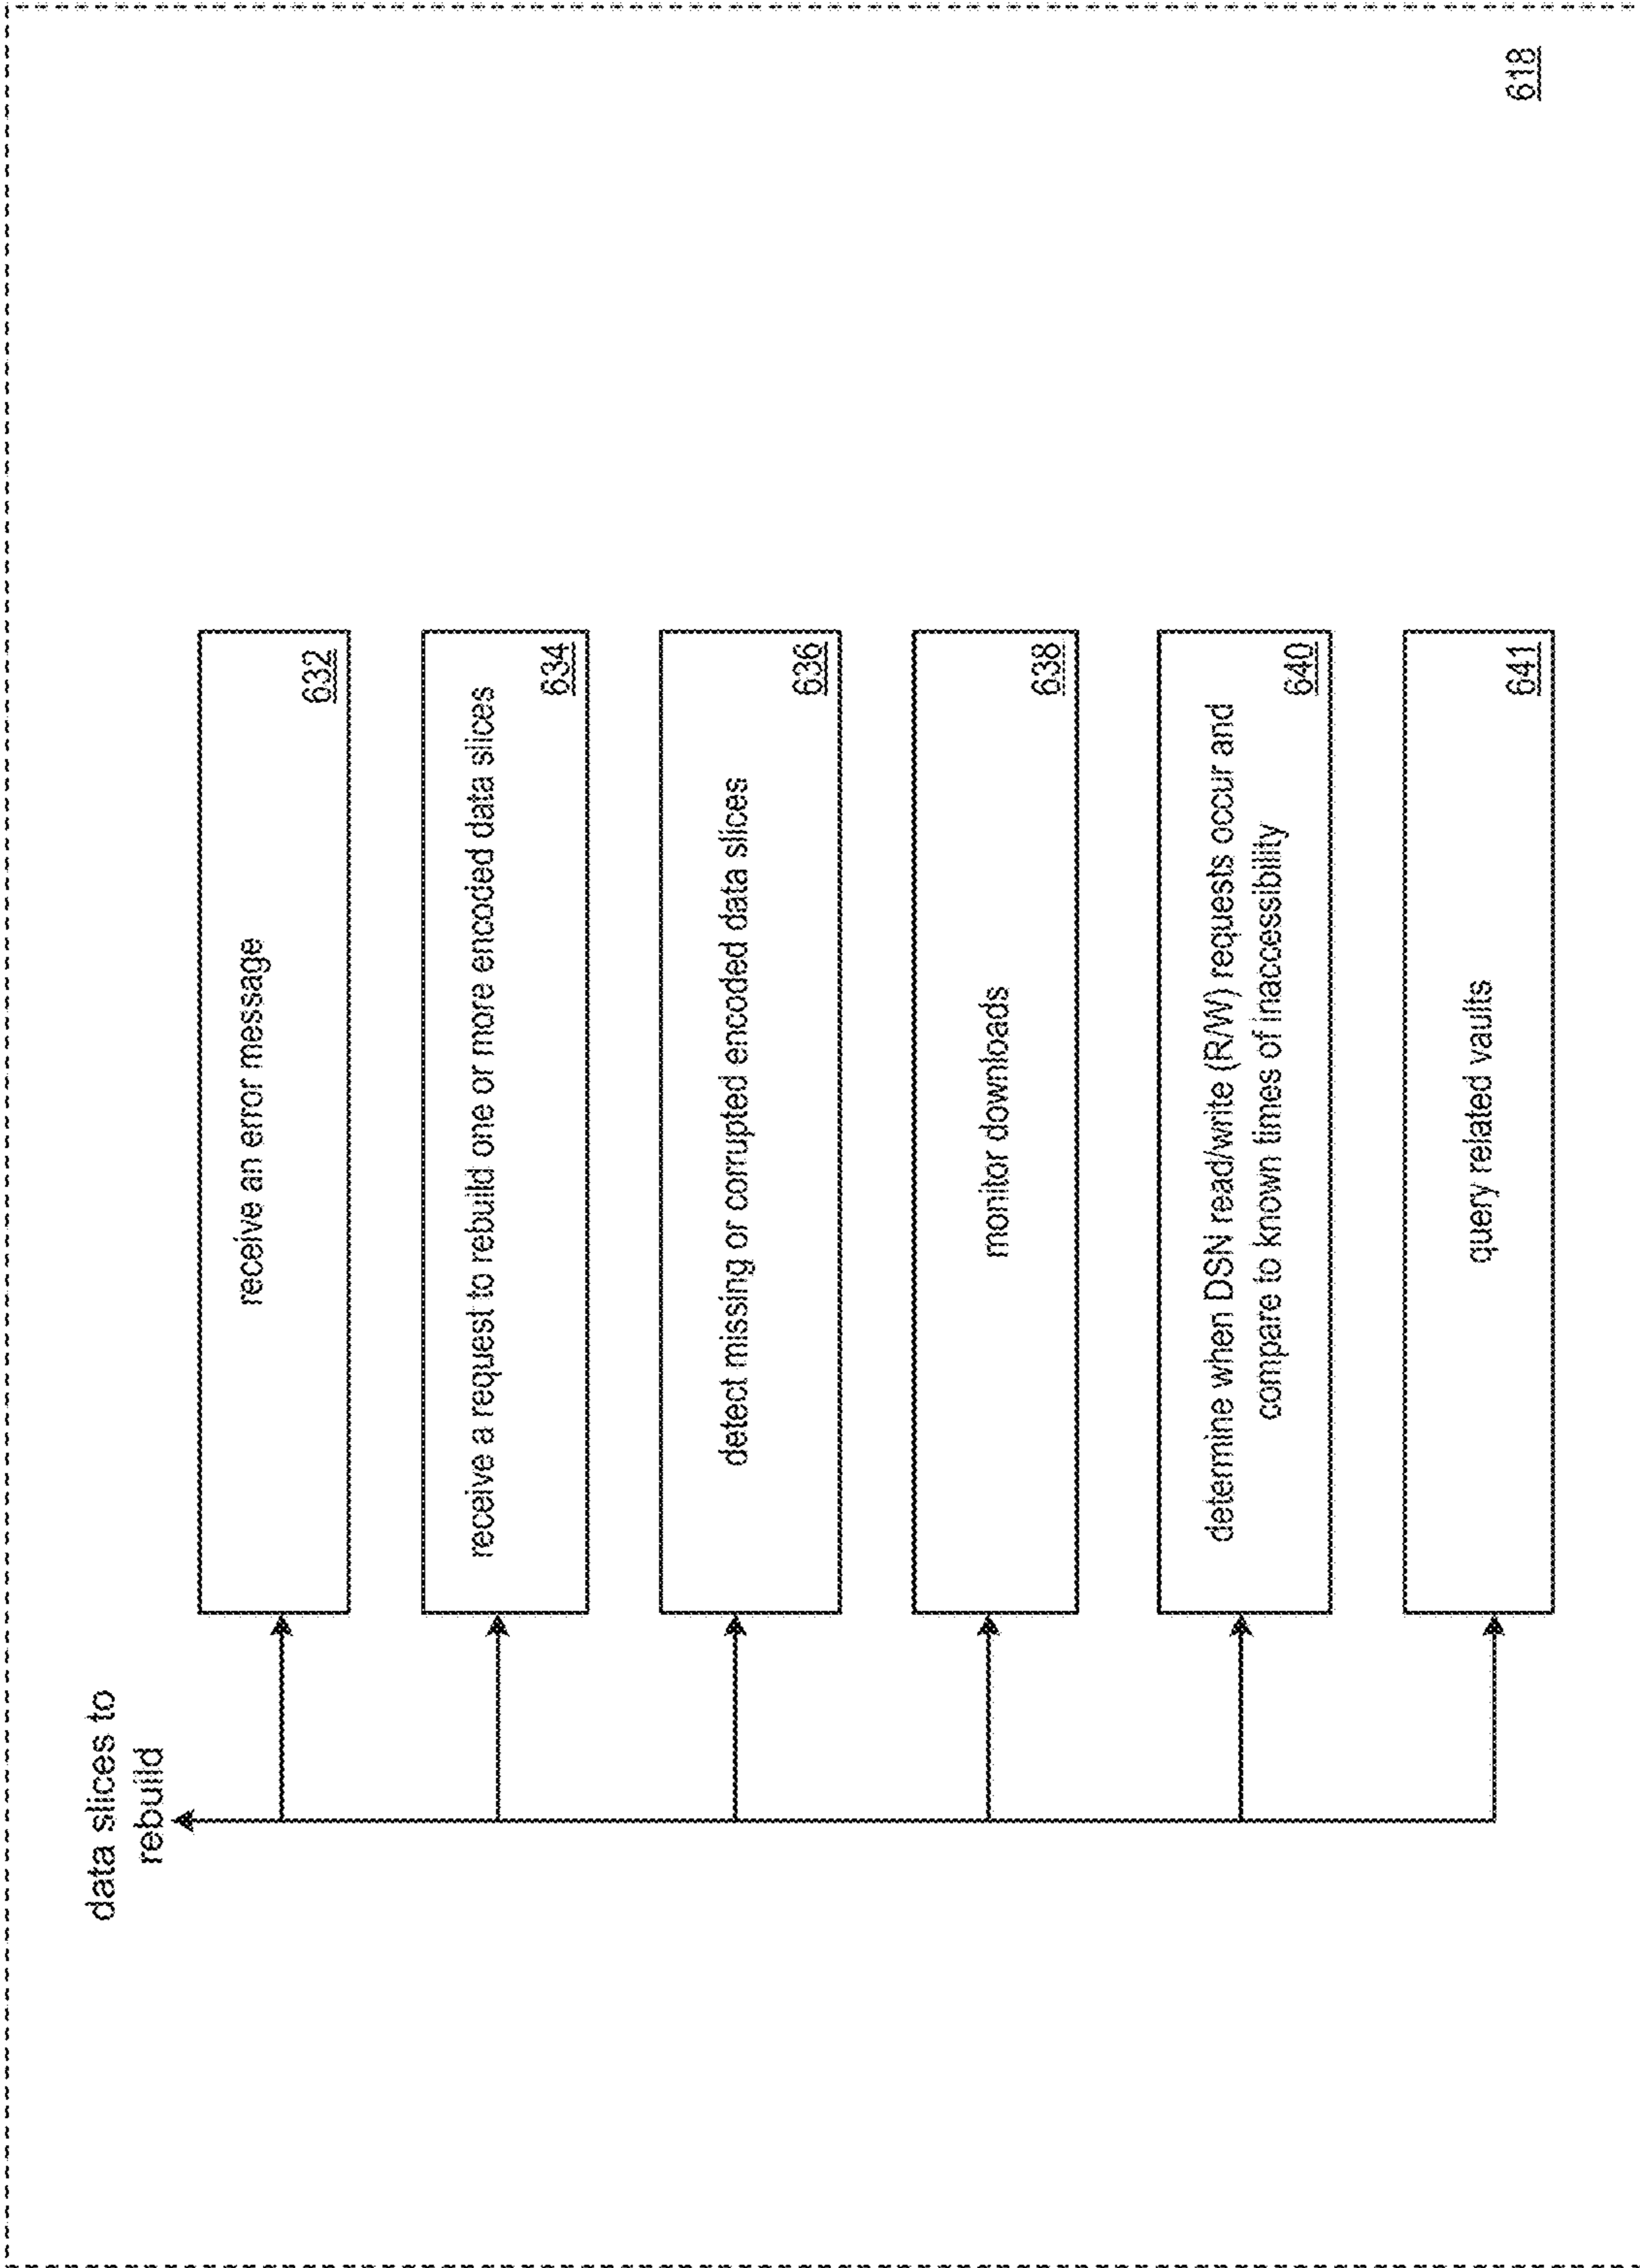 data slices to
rebuild
receive an error message
632
receive a request to rebuild one or more encoded data slices
634
detect missing or corrupted encoded data slices
636
monitor downloads
638
determine when DSN read/write (R/W) requests occur and
compare to known times of inaccessibility
640
query related vaults
641
618